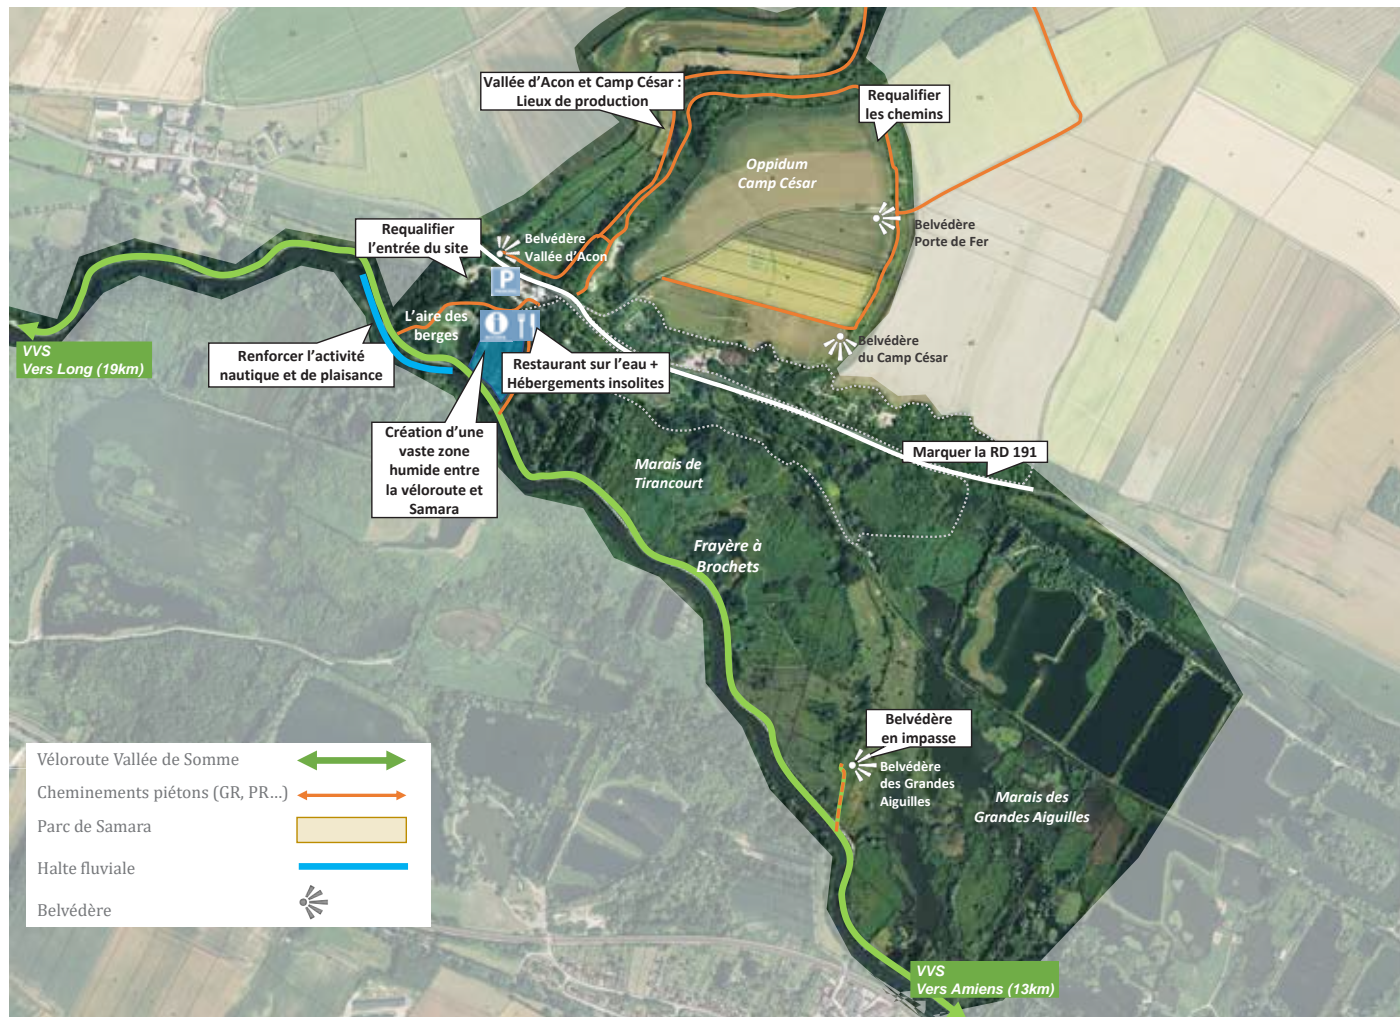 Vallée d'Acon et Camp César :
Lieux de production
Requalifier
les chemins
Oppidum
Camp César
Requalifier
l'entrée du site
Belvédère
Vallée d'Acon
Belvédère
Porte de Fer
P
L'aire des
berges
i
Belvédère
du Camp César
VVS
Vers Long (19km)
Renforcer l'activité
nautique et de plaisance
Restaurant sur l'eau +
Hébergements insolites
Création d'une
vaste zone
humide entre
la véloroute et
Samara
Marais de
Tirancourt
Marquer la RD 191
Frayère à
Brochets
Belvédère
en impasse
Belvédère
des Grandes
Aiguilles
Marais des
Grandes Aiguilles
Véloroute Vallée de Somme
Cheminements piétons (GR, PR...)
Parc de Samara
Halte fluviale
Belvédère
VVS
Vers Amiens (13km)